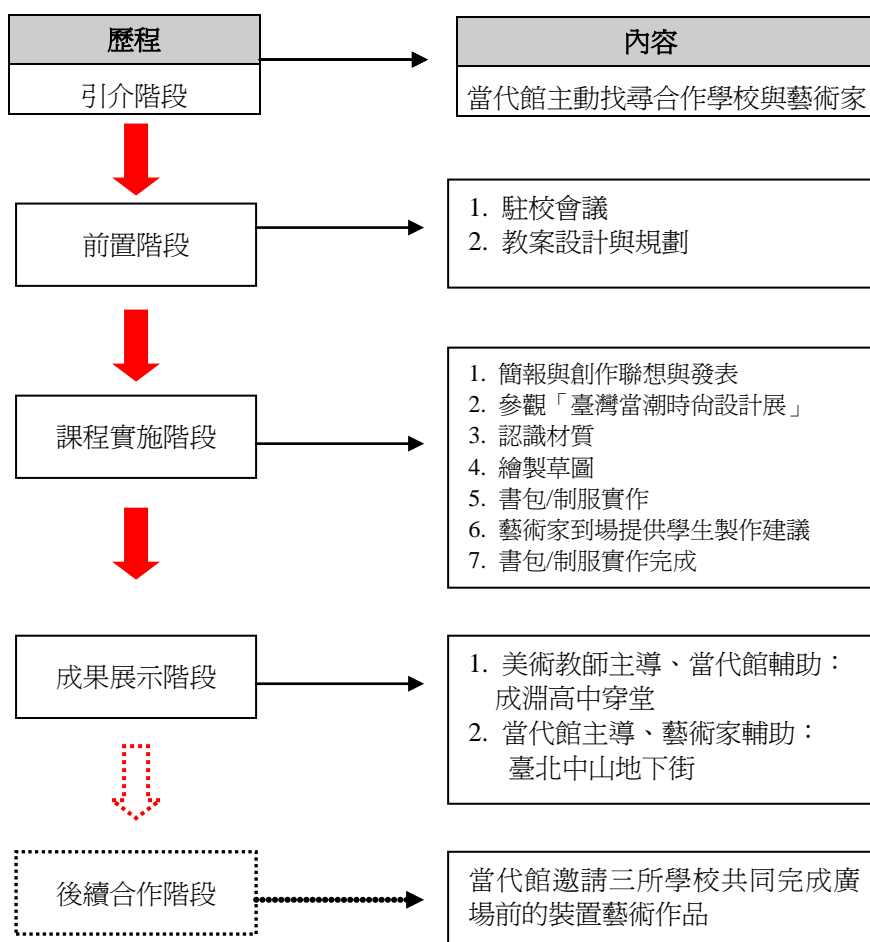 歷程
內容
引介階段
當代館主動找尋合作學校與藝術家
前置階段
1. 駐校會議
2. 教案設計與規劃
課程實施階段
1. 簡報與創作聯想與發表
2. 參觀「臺灣當潮時尚設計展」
3. 認識材質
4. 繪製草圖
5. 書包/制服實作
6. 藝術家到場提供學生製作建議
7. 書包/制服實作完成
成果展示階段
1. 美術教師主導、當代館輔助：
成淵高中穿堂
2. 當代館主導、藝術家輔助：
臺北中山地下街
後續合作階段
當代館邀請三所學校共同完成廣
場前的裝置藝術作品